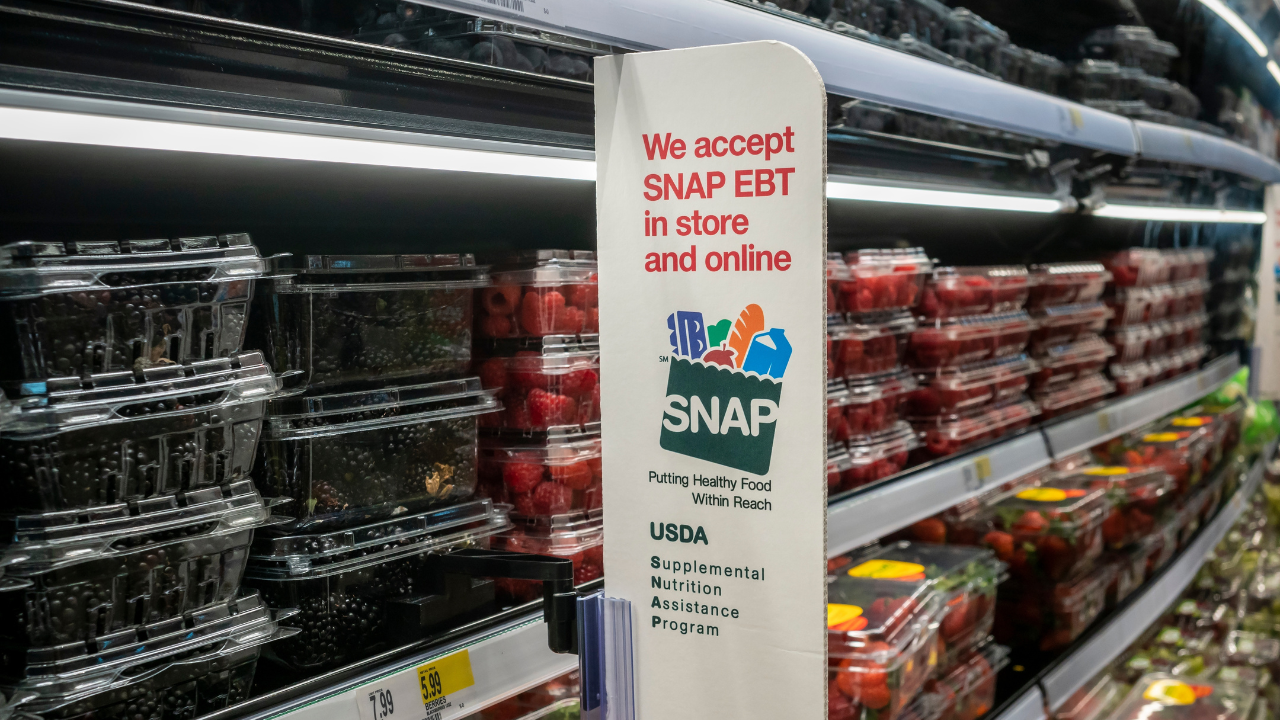 We accept
SNAP EBT
in store
and online
SM
SNAP
Putting Healthy Food
Within Reach
USDA
Supplemental
Nutrition
Assistance
Program
7.99
5.99
BERRIES